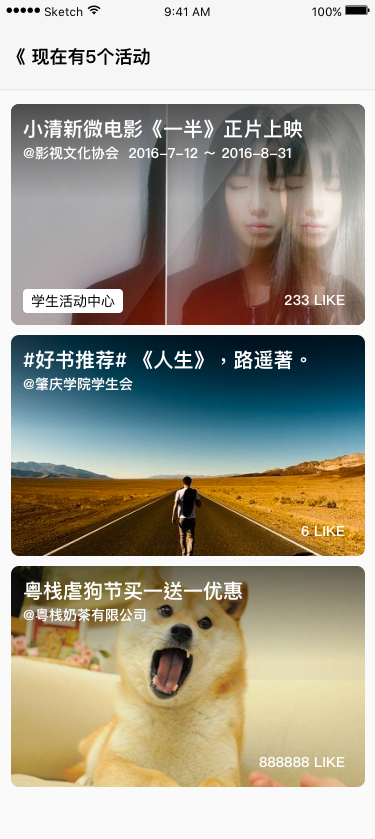 Sketch 9:41 AM 100%
《 现在有5个活动
小清新微电影《一半》正片上映
@影视文化协会 2016-7-12 ～ 2016-8-31
学生活动中心 233 LIKE
#好书推荐# 《人生》，路遥著。
@肇庆学院学生会
6 LIKE
粤栈虐狗节买一送一优惠
@粤栈奶茶有限公司
888888 LIKE